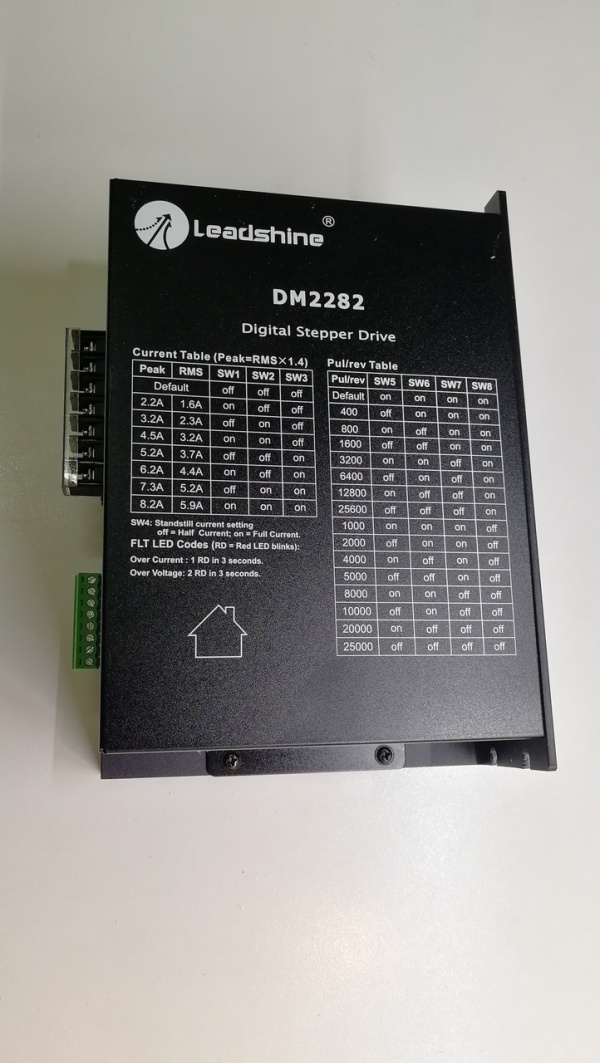 Leadshine®
DM2282
Digital Stepper Drive
Current Table (Peak=RMS×1.4)
Peak RMS SW1 SW2 SW3
Default off off off
2.2A 1.6A on off off
3.2A 2.3A off on off
4.5A 3.2A on on off
5.2A 3.7A off off on
6.2A 4.4A on off on
7.3A 5.2A off on on
8.2A 5.9A on on on
SW4: Standstill current setting
off = Half Current; on = Full Current.
FLT LED Codes (RD = Red LED blinks):
Over Current : 1 RD in 3 seconds.
Over Voltage: 2 RD in 3 seconds.
Pul/rev Table
Pul/rev SW5 SW6 SW7 SW8
Default on on on on
400 off on on on
800 on off on on
1600 off off on on
3200 on on off on
6400 off on off on
12800 on off off on
25600 off off off on
1000 on on on off
2000 off on on off
4000 on off on off
5000 off off on off
8000 on on off off
10000 off on off off
20000 on off off off
25000 off off off off